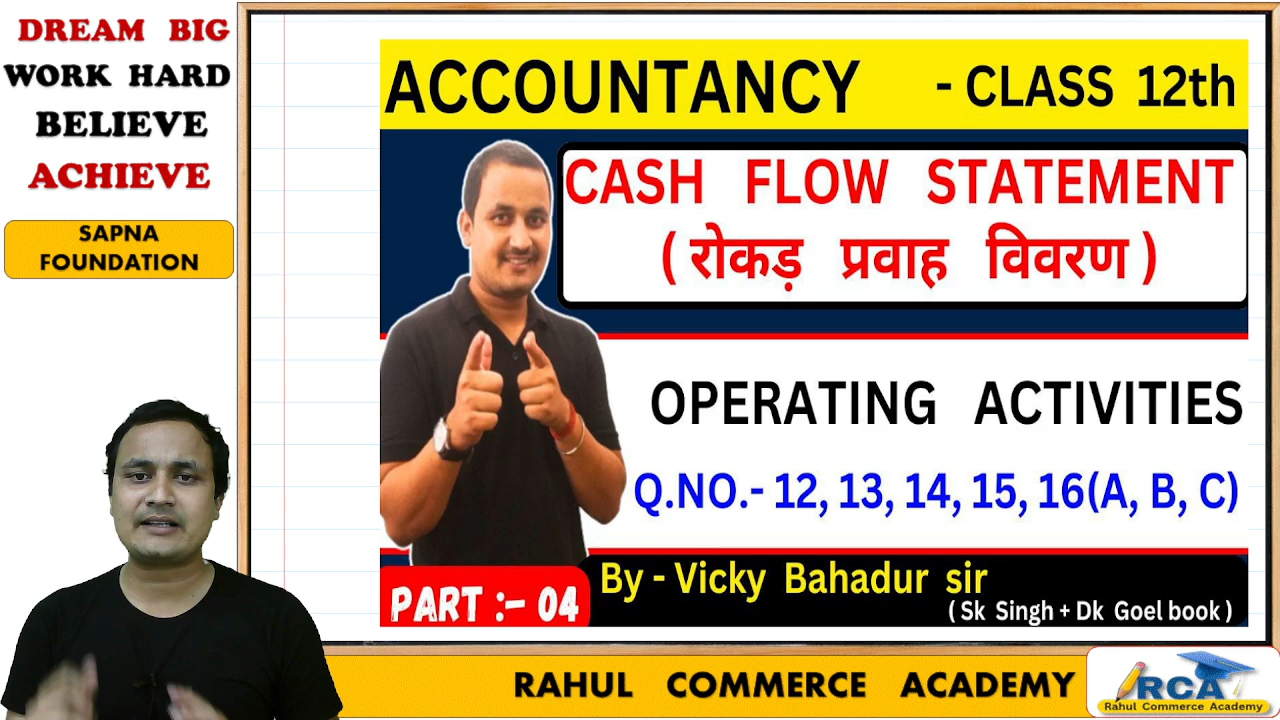 DREAM BIG
WORK HARD
BELIEVE
ACHIEVE
SAPNA
FOUNDATION
ACCOUNTANCY - CLASS 12th
CASH FLOW STATEMENT
( रोकड़ प्रवाह विवरण )
OPERATING ACTIVITIES
Q.NO.- 12, 13, 14, 15, 16(A, B, C)
PART :- 04
By - Vicky Bahadur sir
( Sk Singh + Dk Goel book )
RAHUL COMMERCE ACADEMY
RCA
Rahul Commerce Academy